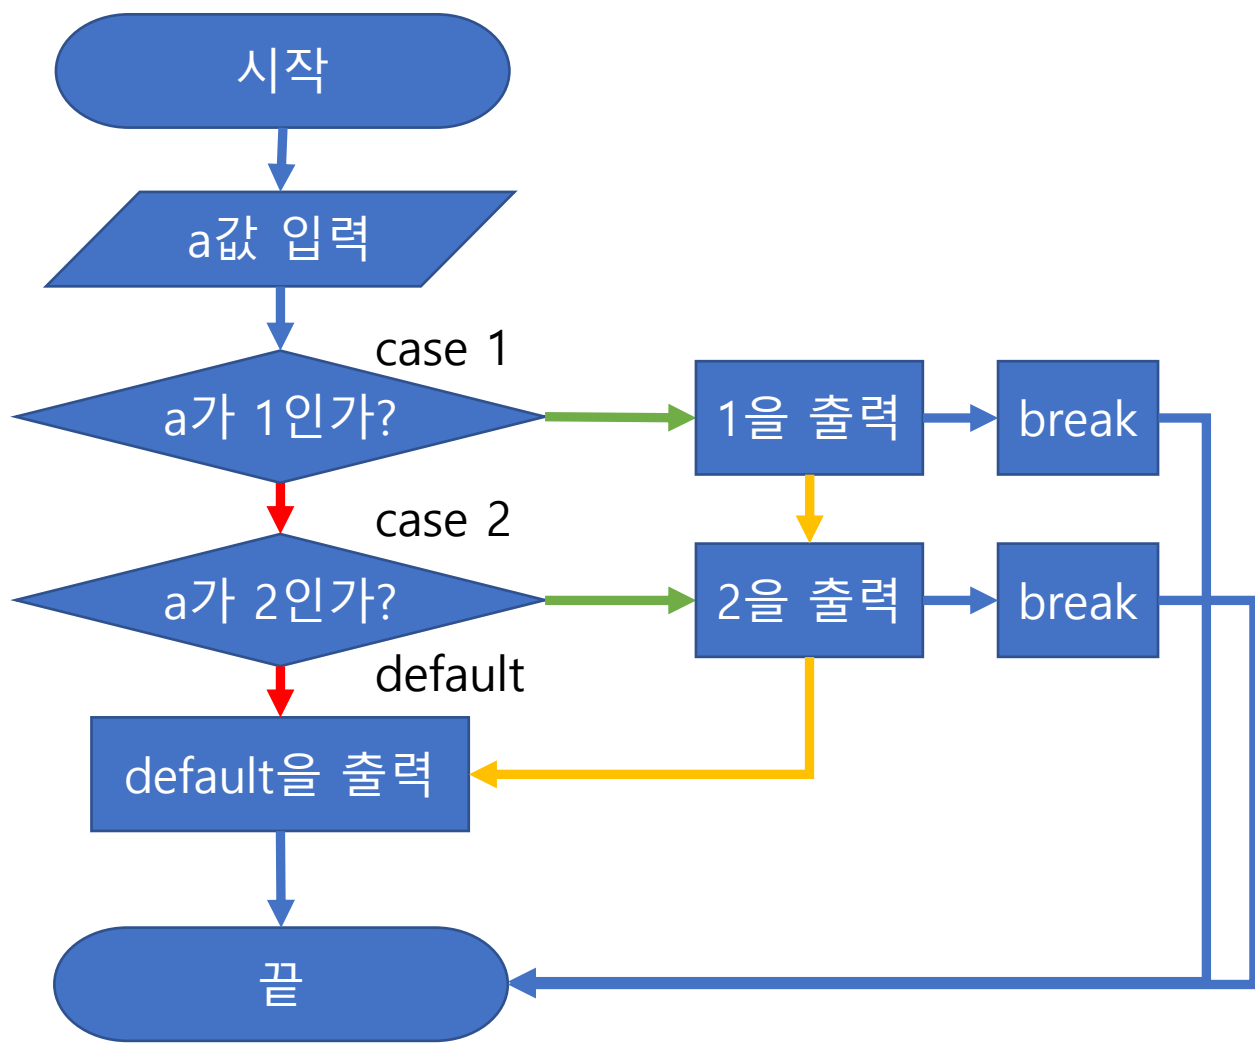 시작
a값 입력
case 1
a가 1인가?
1을 출력
break
case 2
a가 2인가?
2을 출력
break
default
default을 출력
끝